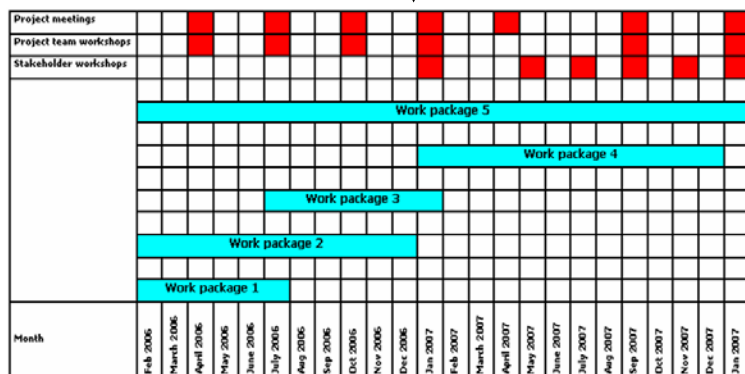 Project meetings
Project team workshops
Stakeholder workshops
Work package 5
Work package 4
Work package 3
Work package 2
Work package 1
Month
Feb 2006
March 2006
April 2006
May 2006
June 2006
July 2006
Aug 2006
Sep 2006
Oct 2006
Nov 2006
Dec 2006
Jan 2007
Feb 2007
March 2007
April 2007
May 2007
June 2007
July 2007
Aug 2007
Sep 2007
Oct 2007
Nov 2007
Dec 2007
Jan 2007